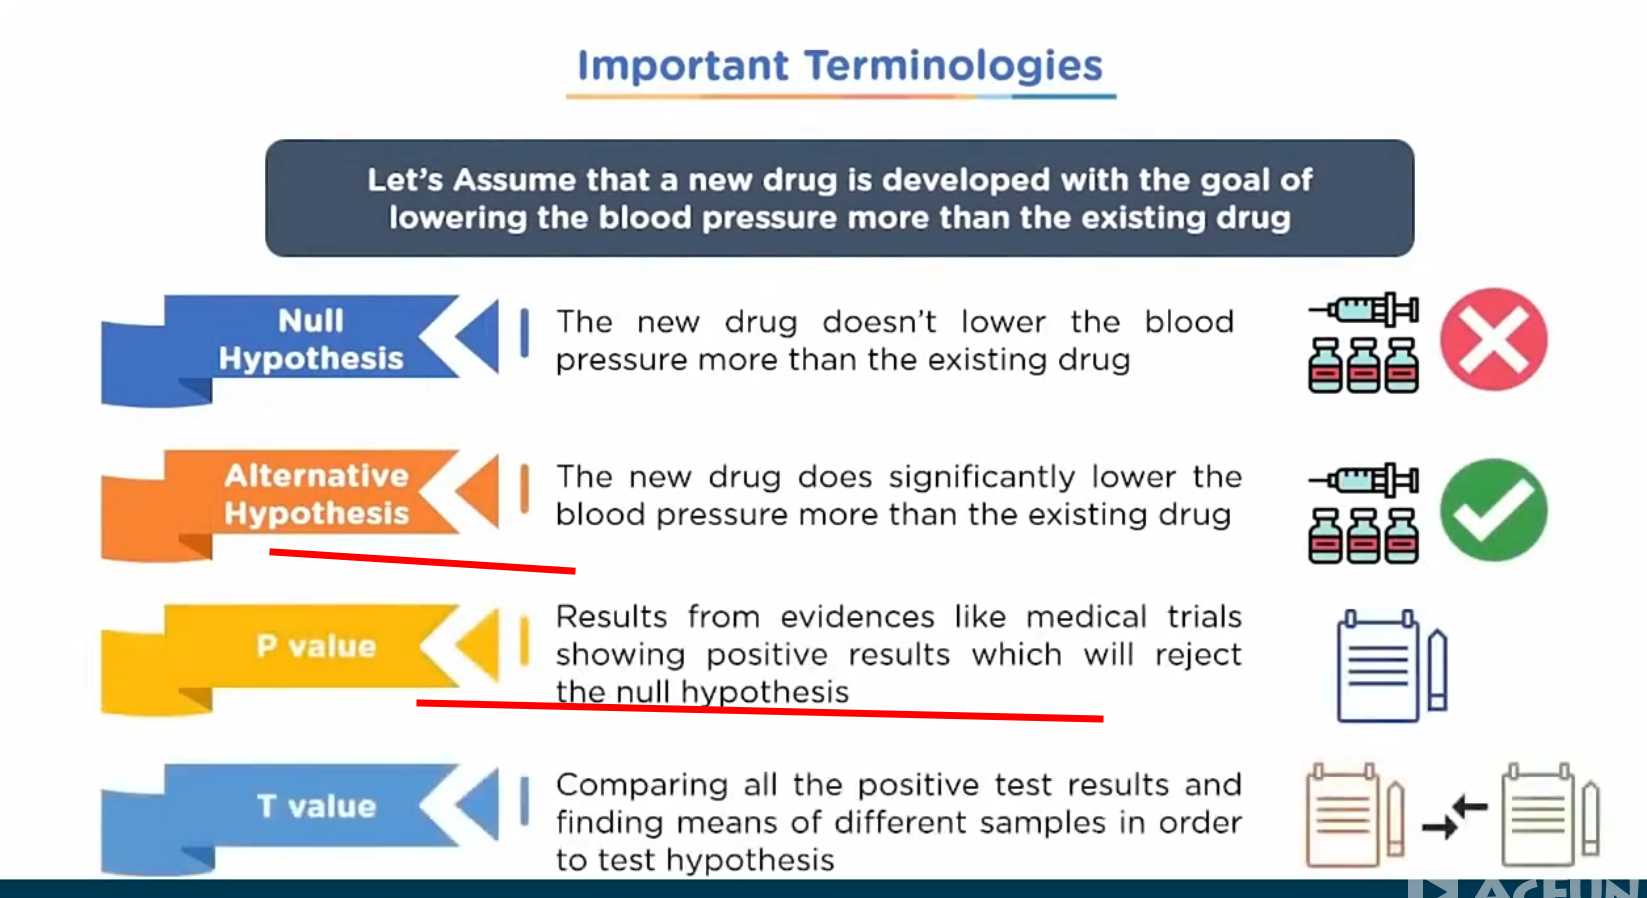 Important Terminologies
Let's Assume that a new drug is developed with the goal of
lowering the blood pressure more than the existing drug
Null
Hypothesis
The new drug doesn't lower the blood
pressure more than the existing drug
Alternative
Hypothesis
The new drug does significantly lower the
blood pressure more than the existing drug
P value
Results from evidences like medical trials
showing positive results which will reject
the null hypothesis
T value
Comparing all the positive test results and
finding means of different samples in order
to test hypothesis